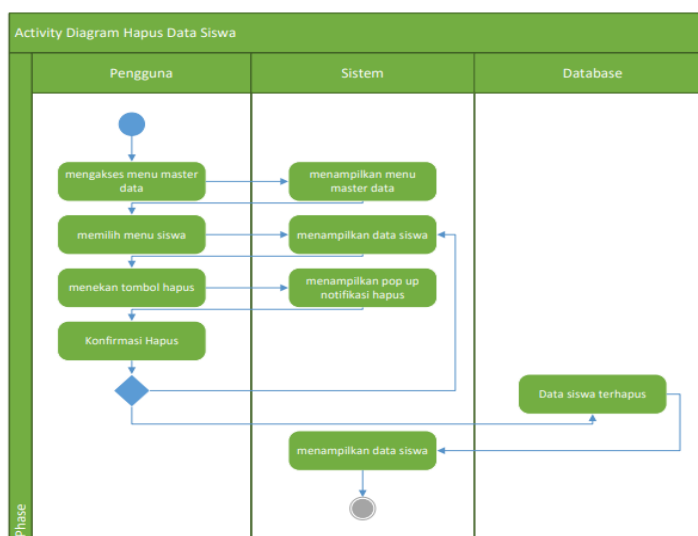 Activity Diagram Hapus Data Siswa
Pengguna
Sistem
Database
mengakses menu master
data
menampilkan menu
master data
memilih menu siswa
menampilkan data siswa
menekan tombol hapus
menampilkan pop up
notifikasi hapus
Konfirmasi Hapus
Data siswa terhapus
menampilkan data siswa
Phase